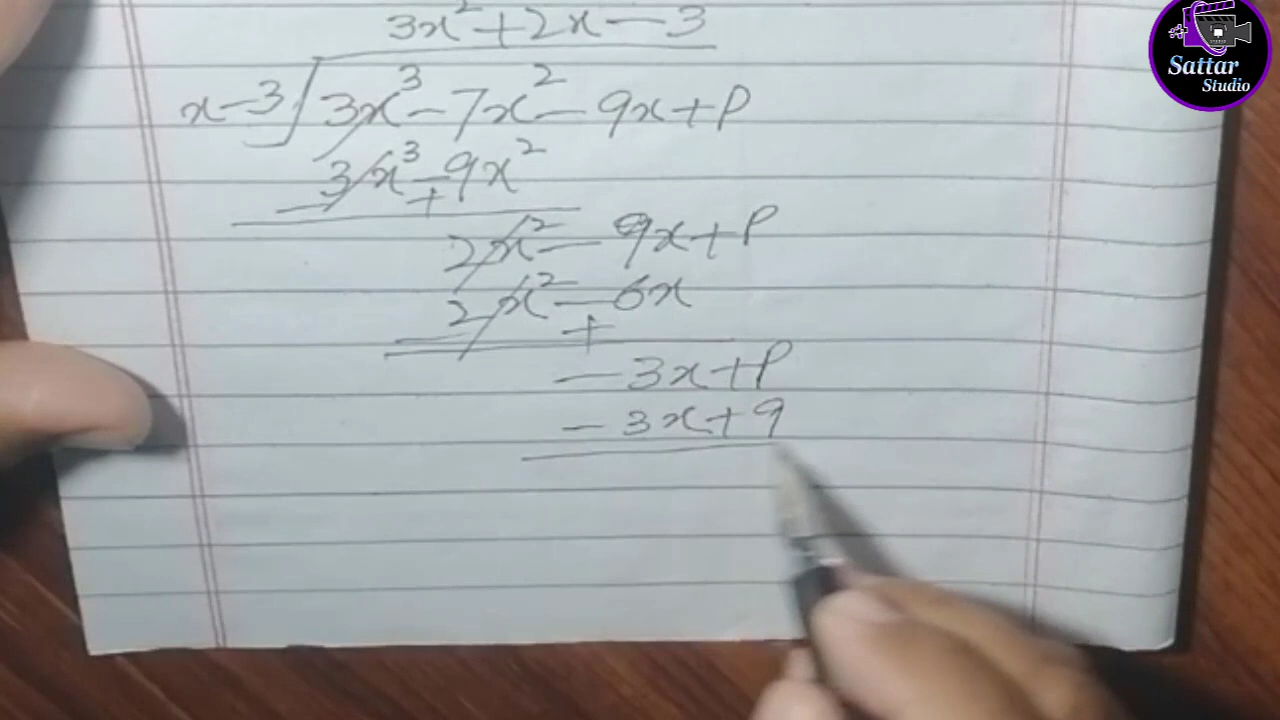 3x² + 2x - 3
x - 3 3x³ - 7x² - 9x + P
3x³ - 9x²
- +
2x² - 9x + P
2x² - 6x
- +
- 3x + P
- 3x + 9
Sattar
Studio